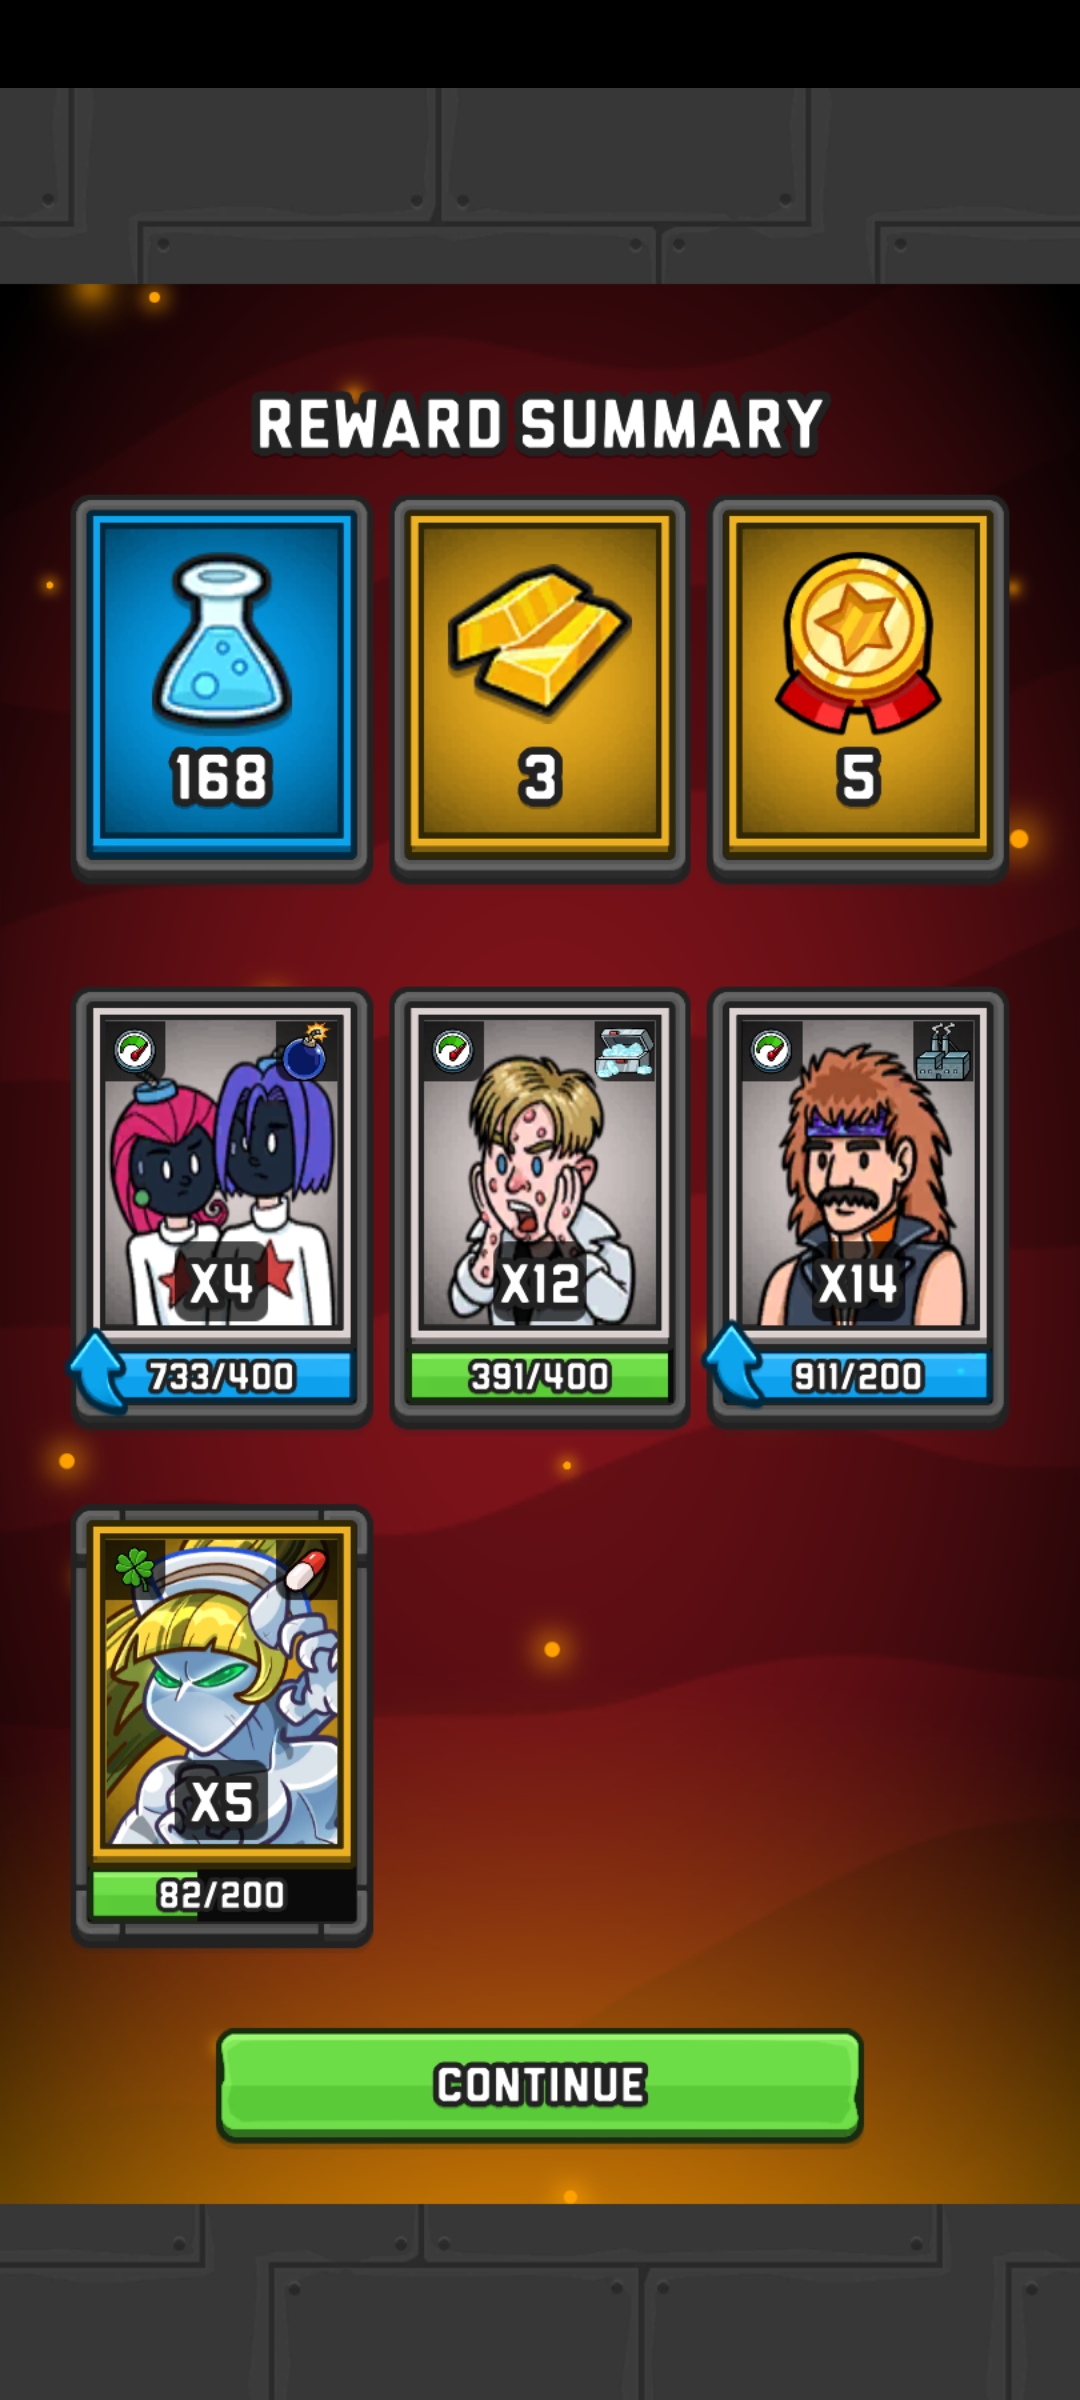 REWARD SUMMARY
168
3
5
X4
X12
X14
733/400
391/400
911/200
X5
82/200
CONTINUE